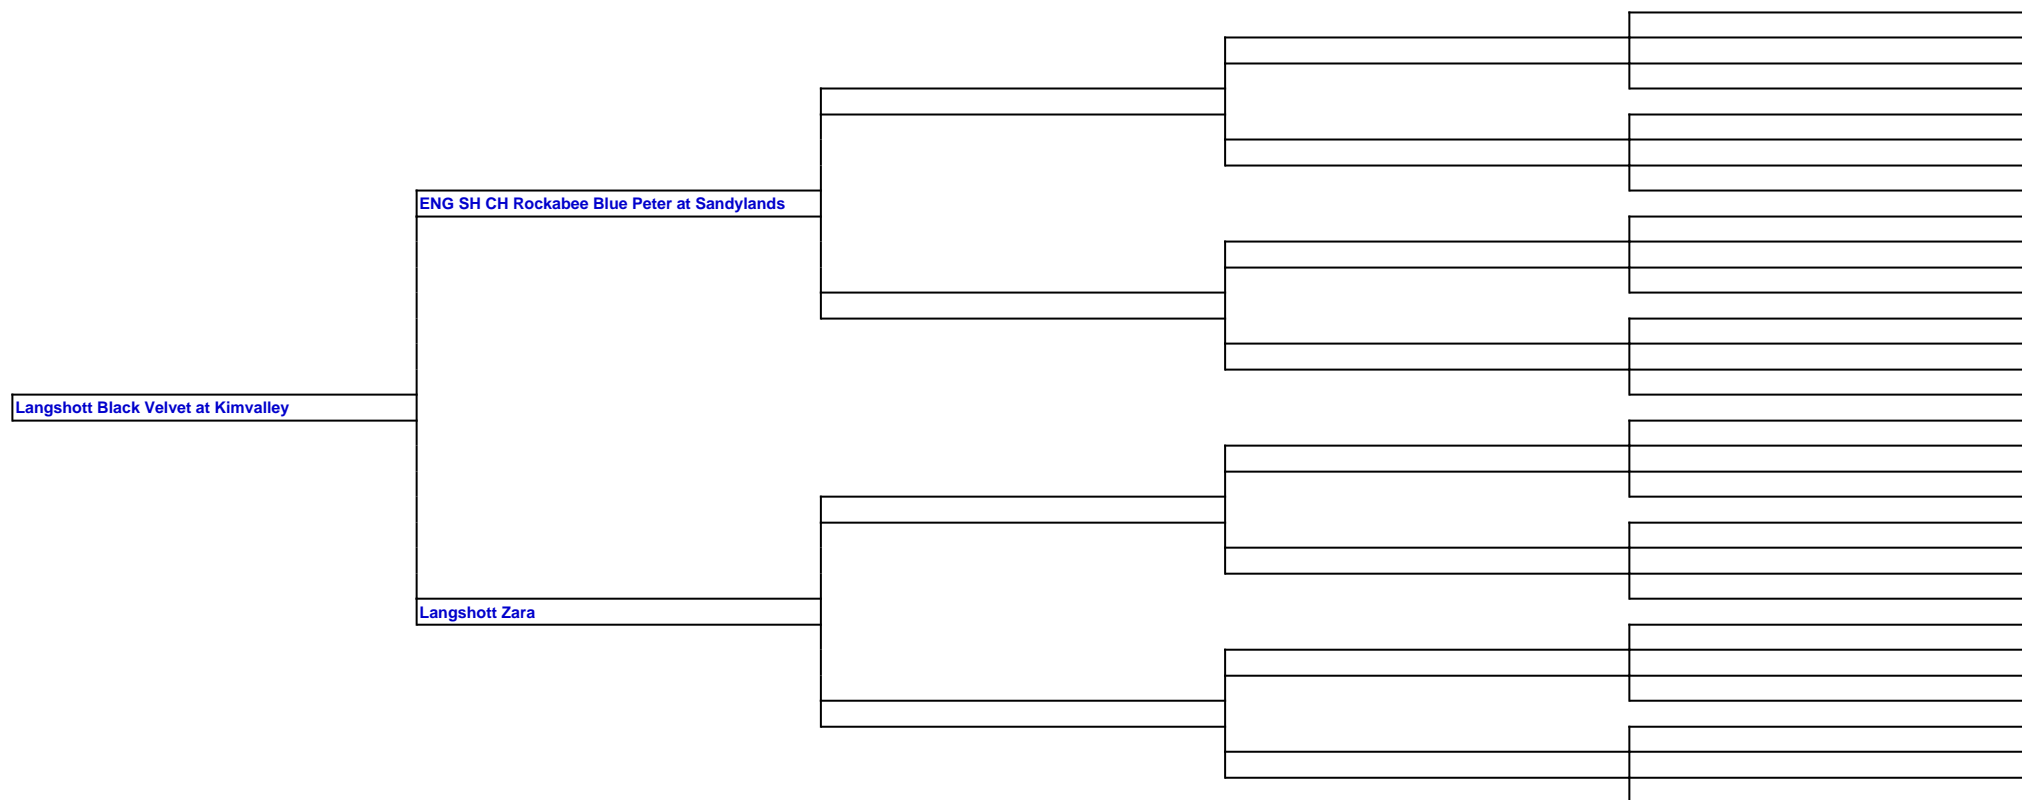 ENG SH CH Rockabee Blue Peter at Sandylands
Langshott Black Velvet at Kimvalley
Langshott Zara